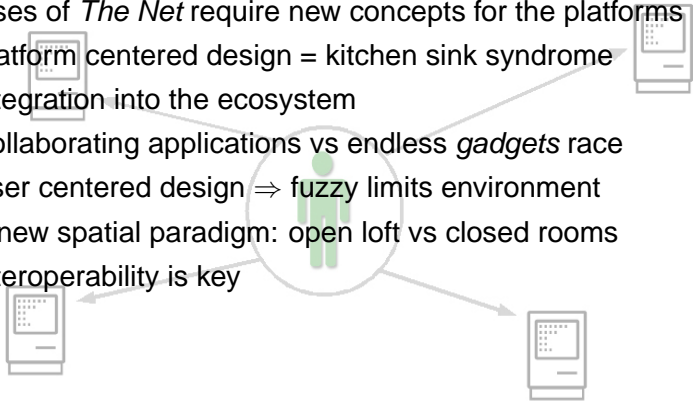 ses of The Net require new concepts for the platforms
atform centered design = kitchen sink syndrome
tegration into the ecosystem
ollaborating applications vs endless gadgets race
ser centered design ⇒ fuzzy limits environment
new spatial paradigm: open loft vs closed rooms
teroperability is key